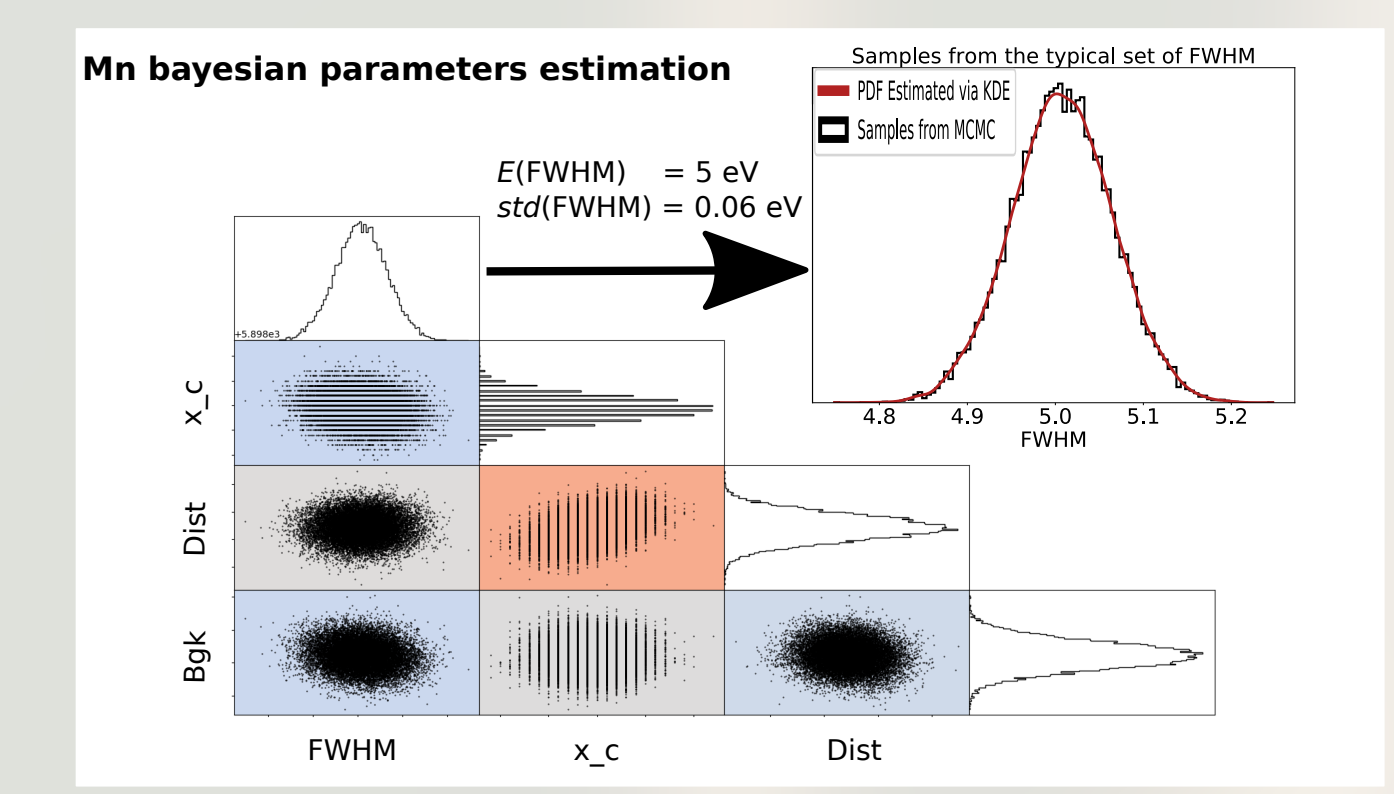 Mn bayesian parameters estimation
Samples from the typical set of FWHM
PDF Estimated via KDE
Samples from MCMC
E(FWHM) = 5 eV
std(FWHM) = 0.06 eV
4.8 4.9 5.0 5.1 5.2
FWHM
+5.898e3
x_c
Dist
Bgk
FWHM x_c Dist